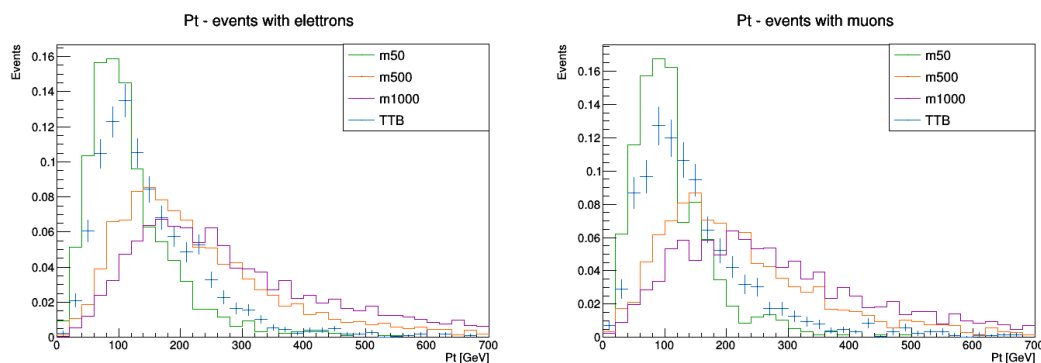 Pt - events with elettrons
Events
0.16
0.14
0.12
0.1
0.08
0.06
0.04
0.02
0
0 100 200 300 400 500 600 700
Pt [GeV]
m50
m500
m1000
TTB
Pt - events with muons
Events
0.16
0.14
0.12
0.1
0.08
0.06
0.04
0.02
0
0 100 200 300 400 500 600 700
Pt [GeV]
m50
m500
m1000
TTB